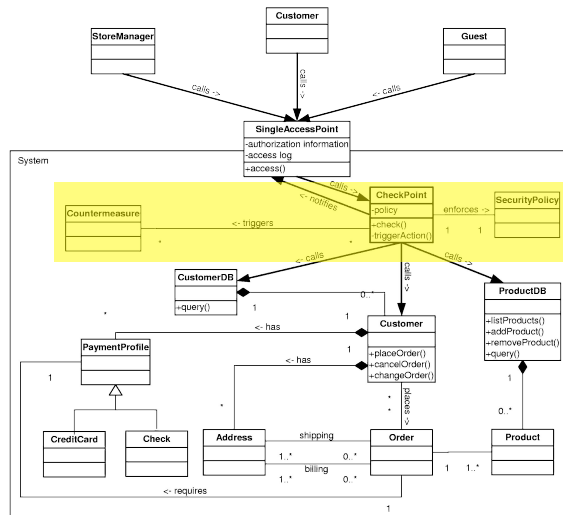 Customer
StoreManager
Guest
calls ->
calls ->
<- calls
SingleAccessPoint
-authorization information
-access log
+access()
System
calls ->
<- notifies
CheckPoint
-policy
+check()
-triggerAction()
Countermeasure
<- triggers
*
*
enforces ->
1
1
SecurityPolicy
<- calls
calls ->
calls ->
CustomerDB
+query()
1
0..*
ProductDB
+listProducts()
+addProduct()
+removeProduct()
+query()
Customer
+placeOrder()
+cancelOrder()
+changeOrder()
*
<- has
1
PaymentProfile
1
<- has
1
1
*
places ->
*
*
0..*
CreditCard
Check
Address
shipping
1..*
0..*
billing
1..*
0..*
Order
1
1..*
Product
<- requires
1